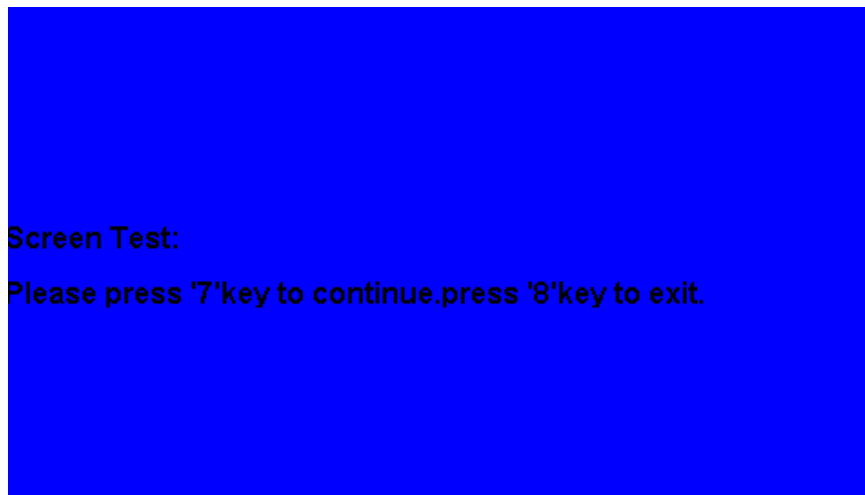 Screen Test:
Please press '7'key to continue.press '8'key to exit.